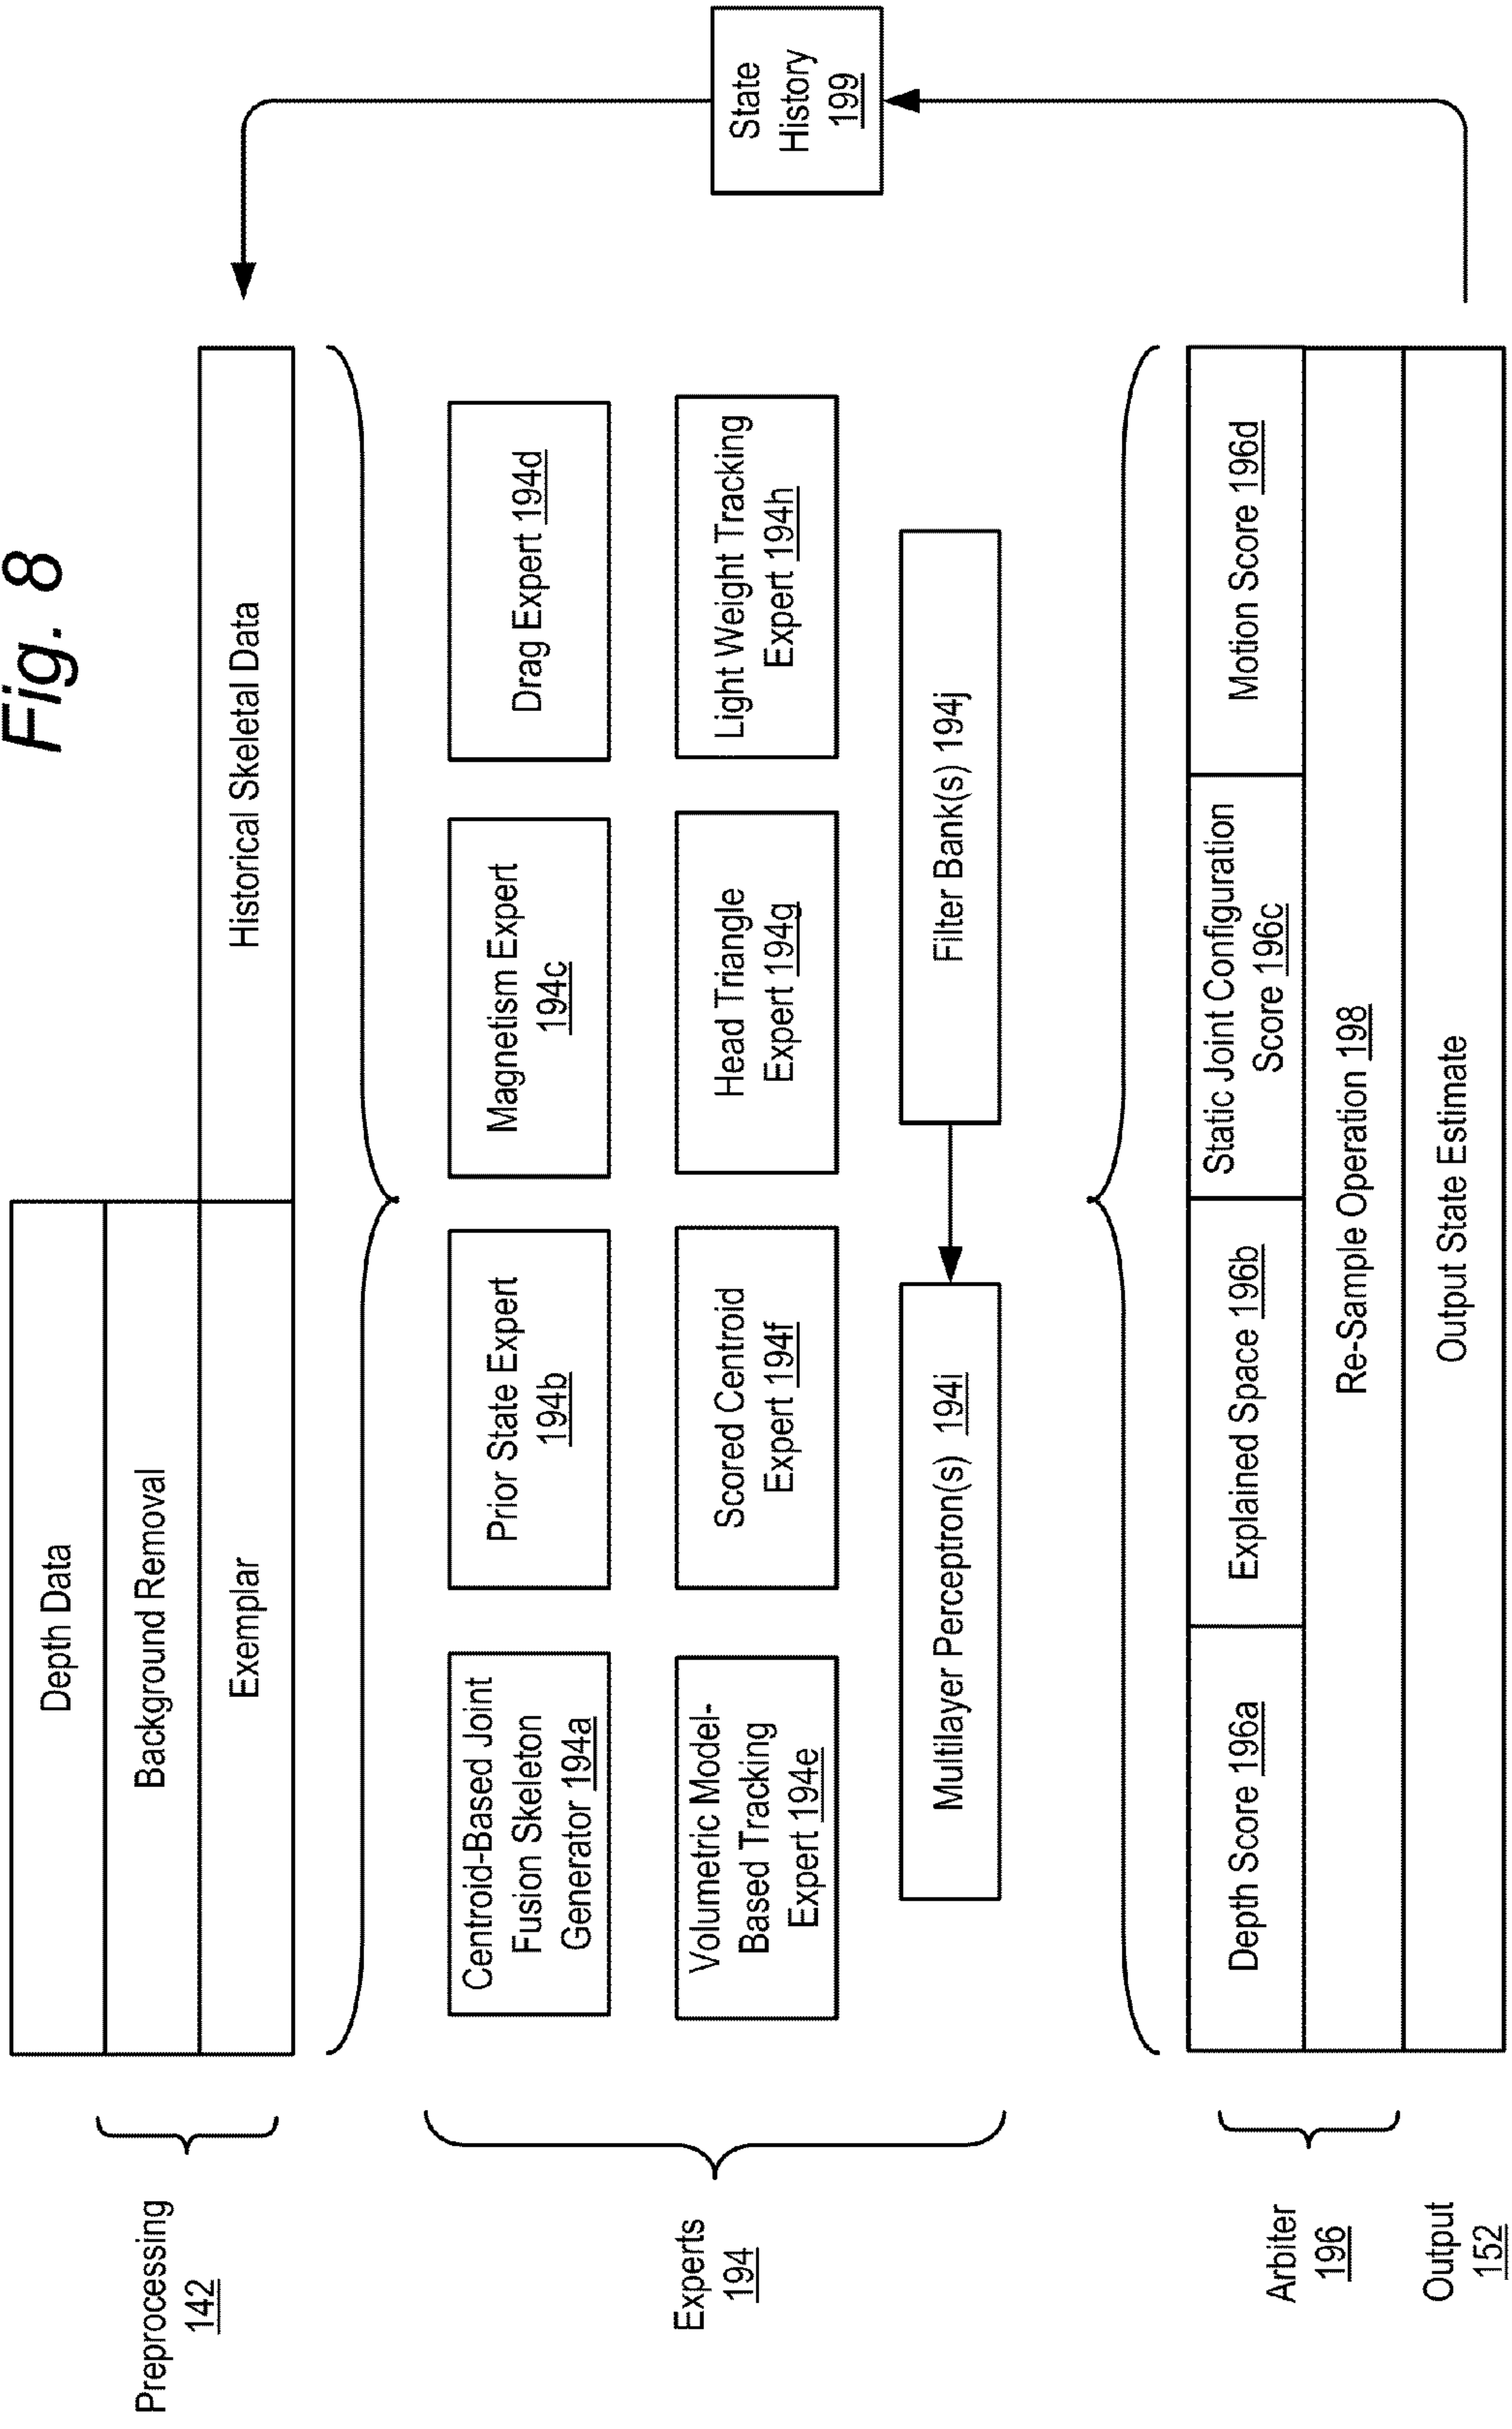 Fig. 8
Depth Data
Background Removal
Exemplar
Historical Skeletal Data
Preprocessing
142
State
History
199
Experts
194
Centroid-Based Joint
Fusion Skeleton
Generator 194a
Prior State Expert
194b
Magnetism Expert
194c
Drag Expert 194d
Volumetric Model-
Based Tracking
Expert 194e
Scored Centroid
Expert 194f
Head Triangle
Expert 194g
Light Weight Tracking
Expert 194h
Multilayer Perceptron(s) 194i
Filter Bank(s) 194j
Arbiter
196
Depth Score 196a
Explained Space 196b
Static Joint Configuration
Score 196c
Motion Score 196d
Re-Sample Operation 198
Output
152
Output State Estimate